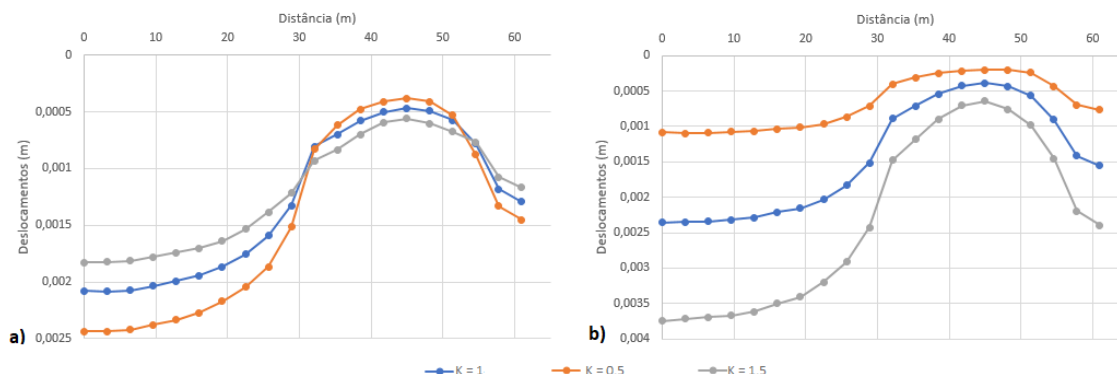 Distância (m)
0 10 20 30 40 50 60
0
0,0005
0,001
0,0015
0,002
0,0025
Deslocamentos (m)
a)
Distância (m)
0 10 20 30 40 50 60
0
0,0005
0,001
0,0015
0,002
0,0025
0,003
0,0035
0,004
Deslocamentos (m)
b)
K = 1 K = 0.5 K = 1.5